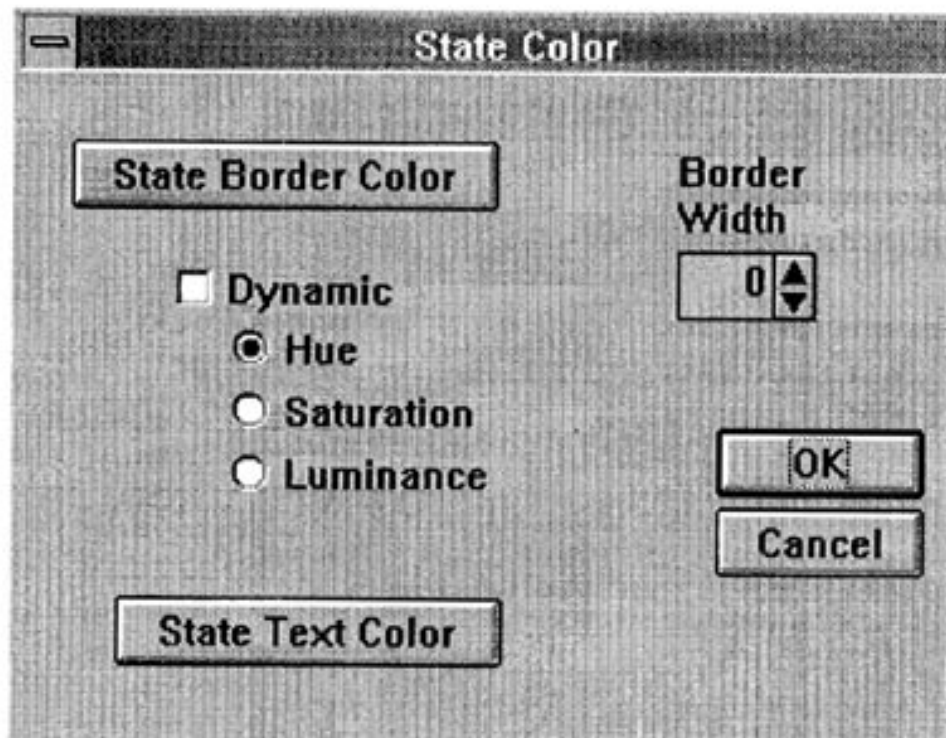 State Color
State Border Color
Border
Width
0
Dynamic
Hue
Saturation
Luminance
OK
Cancel
State Text Color